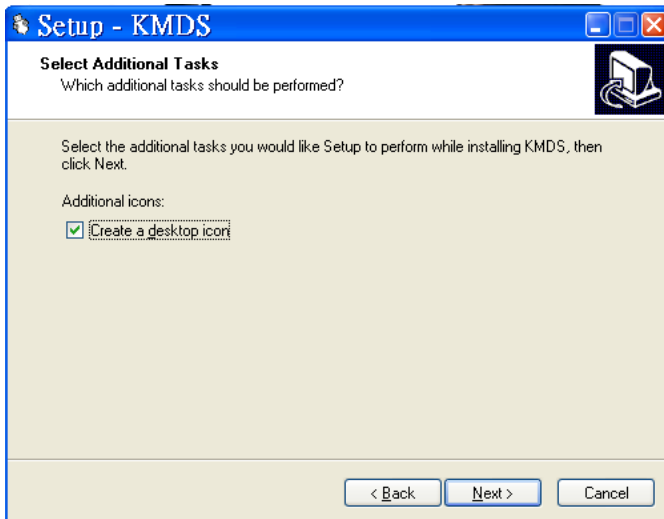 Setup - KMDS
Select Additional Tasks
Which additional tasks should be performed?
Select the additional tasks you would like Setup to perform while installing KMDS, then
click Next.
Additional icons:
Create a desktop icon
< Back
Next >
Cancel